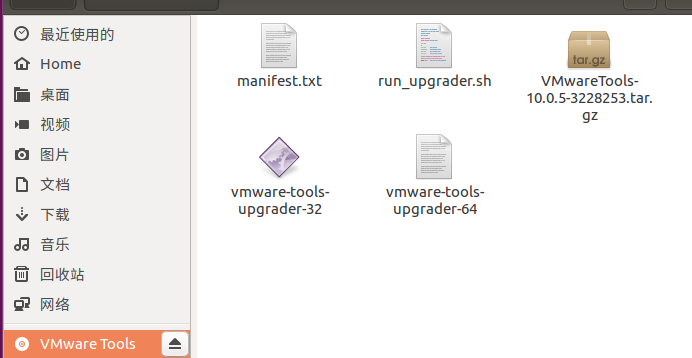 最近使用的
Home
桌面
视频
图片
文档
下载
音乐
回收站
网络
VMware Tools
manifest.txt
run_upgrader.sh
tar.gz
VMwareTools-
10.0.5-3228253.tar.
gz
vmware-tools-
upgrader-32
vmware-tools-
upgrader-64